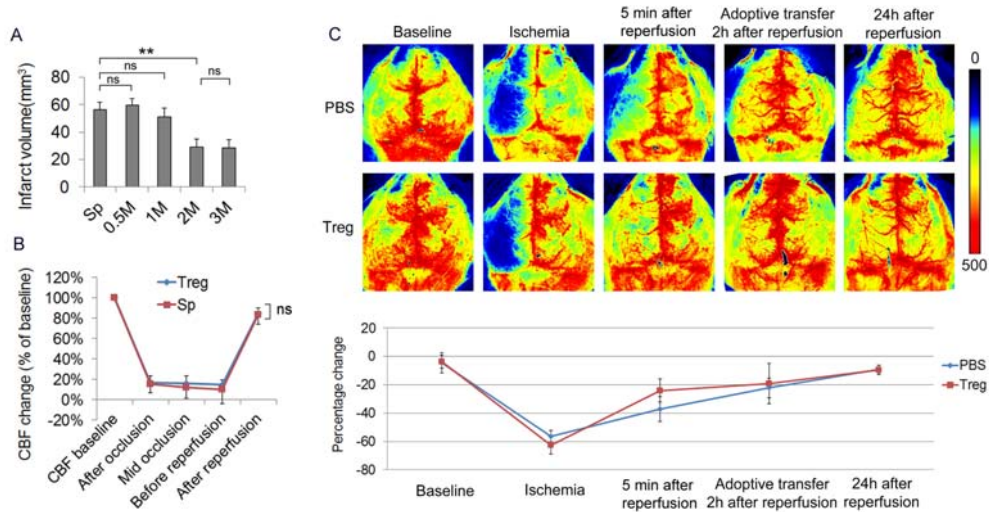 A
**
ns
ns
ns
Infarct volume(mm³)
80
60
40
20
0
Sp
0.5M
1M
2M
3M
B
CBF change (% of baseline)
120%
100%
80%
60%
40%
20%
0%
-20%
Treg
Sp
ns
CBF baseline
After occlusion
Mid occlusion
Before reperfusion
After reperfusion
C
Baseline
Ischemia
5 min after
reperfusion
Adoptive transfer
2h after reperfusion
24h after
reperfusion
PBS
Treg
0
500
Percentage change
20
0
-20
-40
-60
-80
PBS
Treg
Baseline
Ischemia
5 min after
reperfusion
Adoptive transfer
2h after reperfusion
24h after
reperfusion